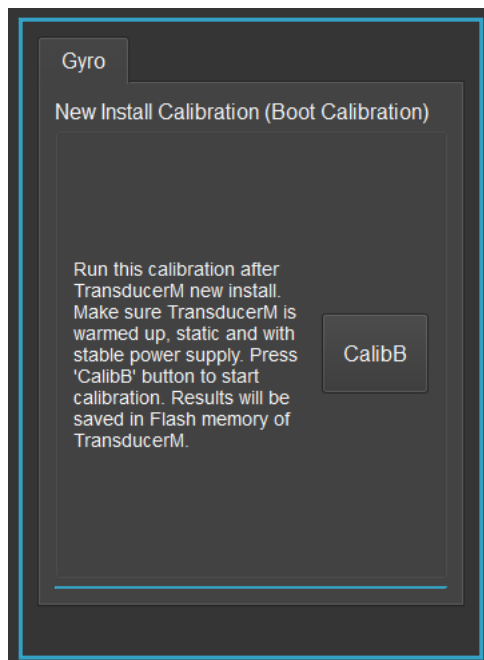 Gyro
New Install Calibration (Boot Calibration)
Run this calibration after
TransducerM new install.
Make sure TransducerM is
warmed up, static and with
stable power supply. Press
'CalibB' button to start
calibration. Results will be
saved in Flash memory of
TransducerM.
CalibB